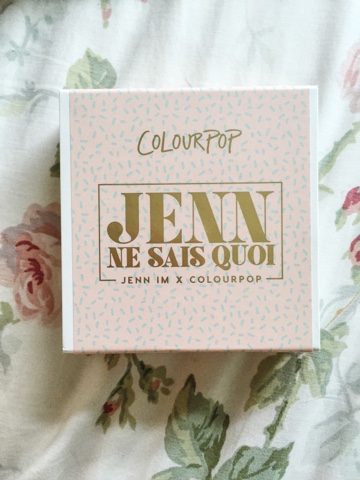 COLOURPOP
JENN
NE SAIS QUOI
JENN IM X COLOURPOP